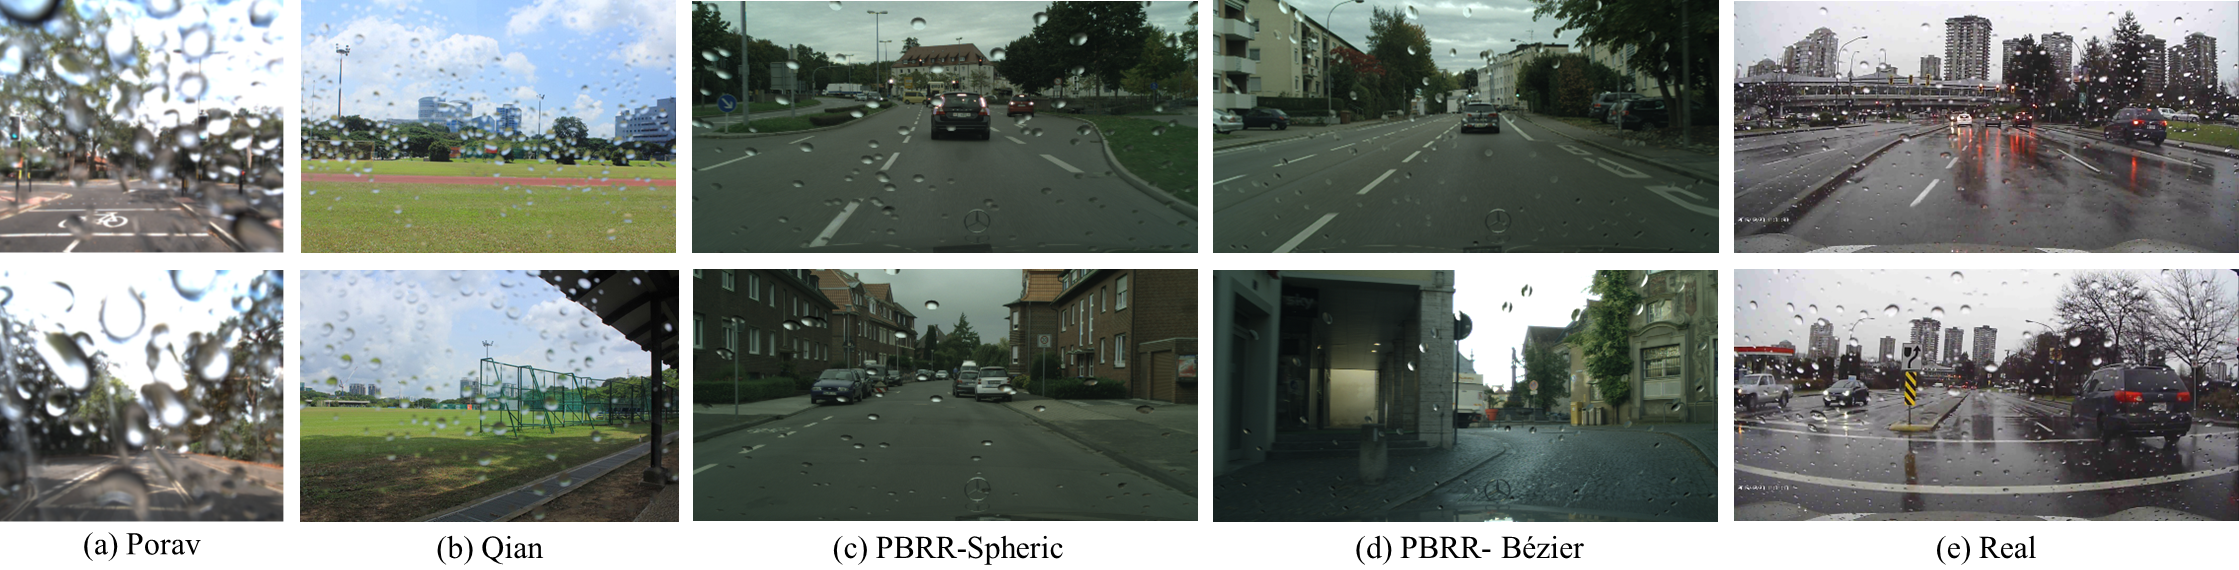 (a) Porav
(b) Qian
(c) PBRR-Spheric
(d) PBRR- Bézier
(e) Real